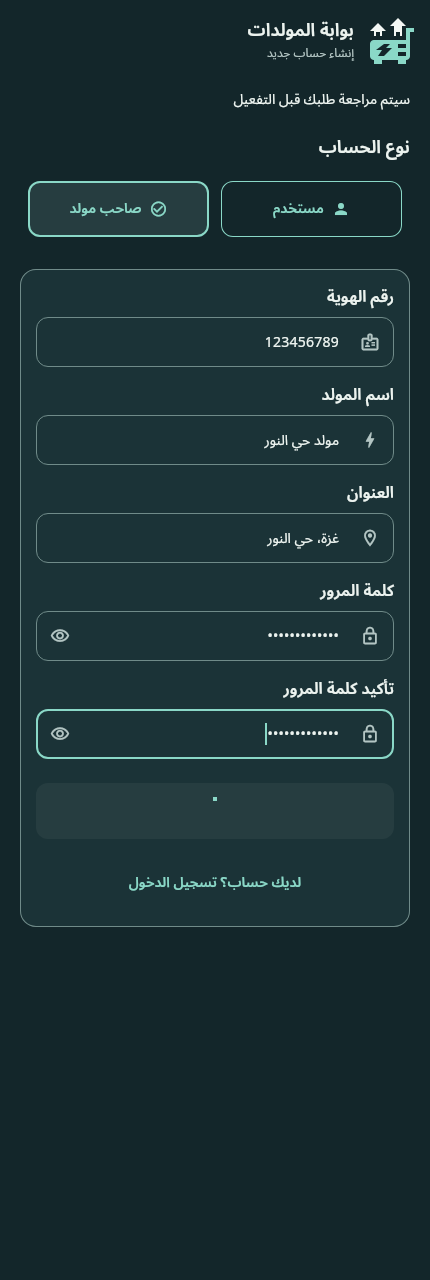 بوابة المولدات
إنشاء حساب جديد
سيتم مراجعة طلبك قبل التفعيل
نوع الحساب
مستخدم
صاحب مولد
رقم الهوية
123456789
اسم المولد
مولد حي النور
العنوان
غزة، حي النور
كلمة المرور
•••••••••••••
تأكيد كلمة المرور
•••••••••••••
لديك حساب؟ تسجيل الدخول